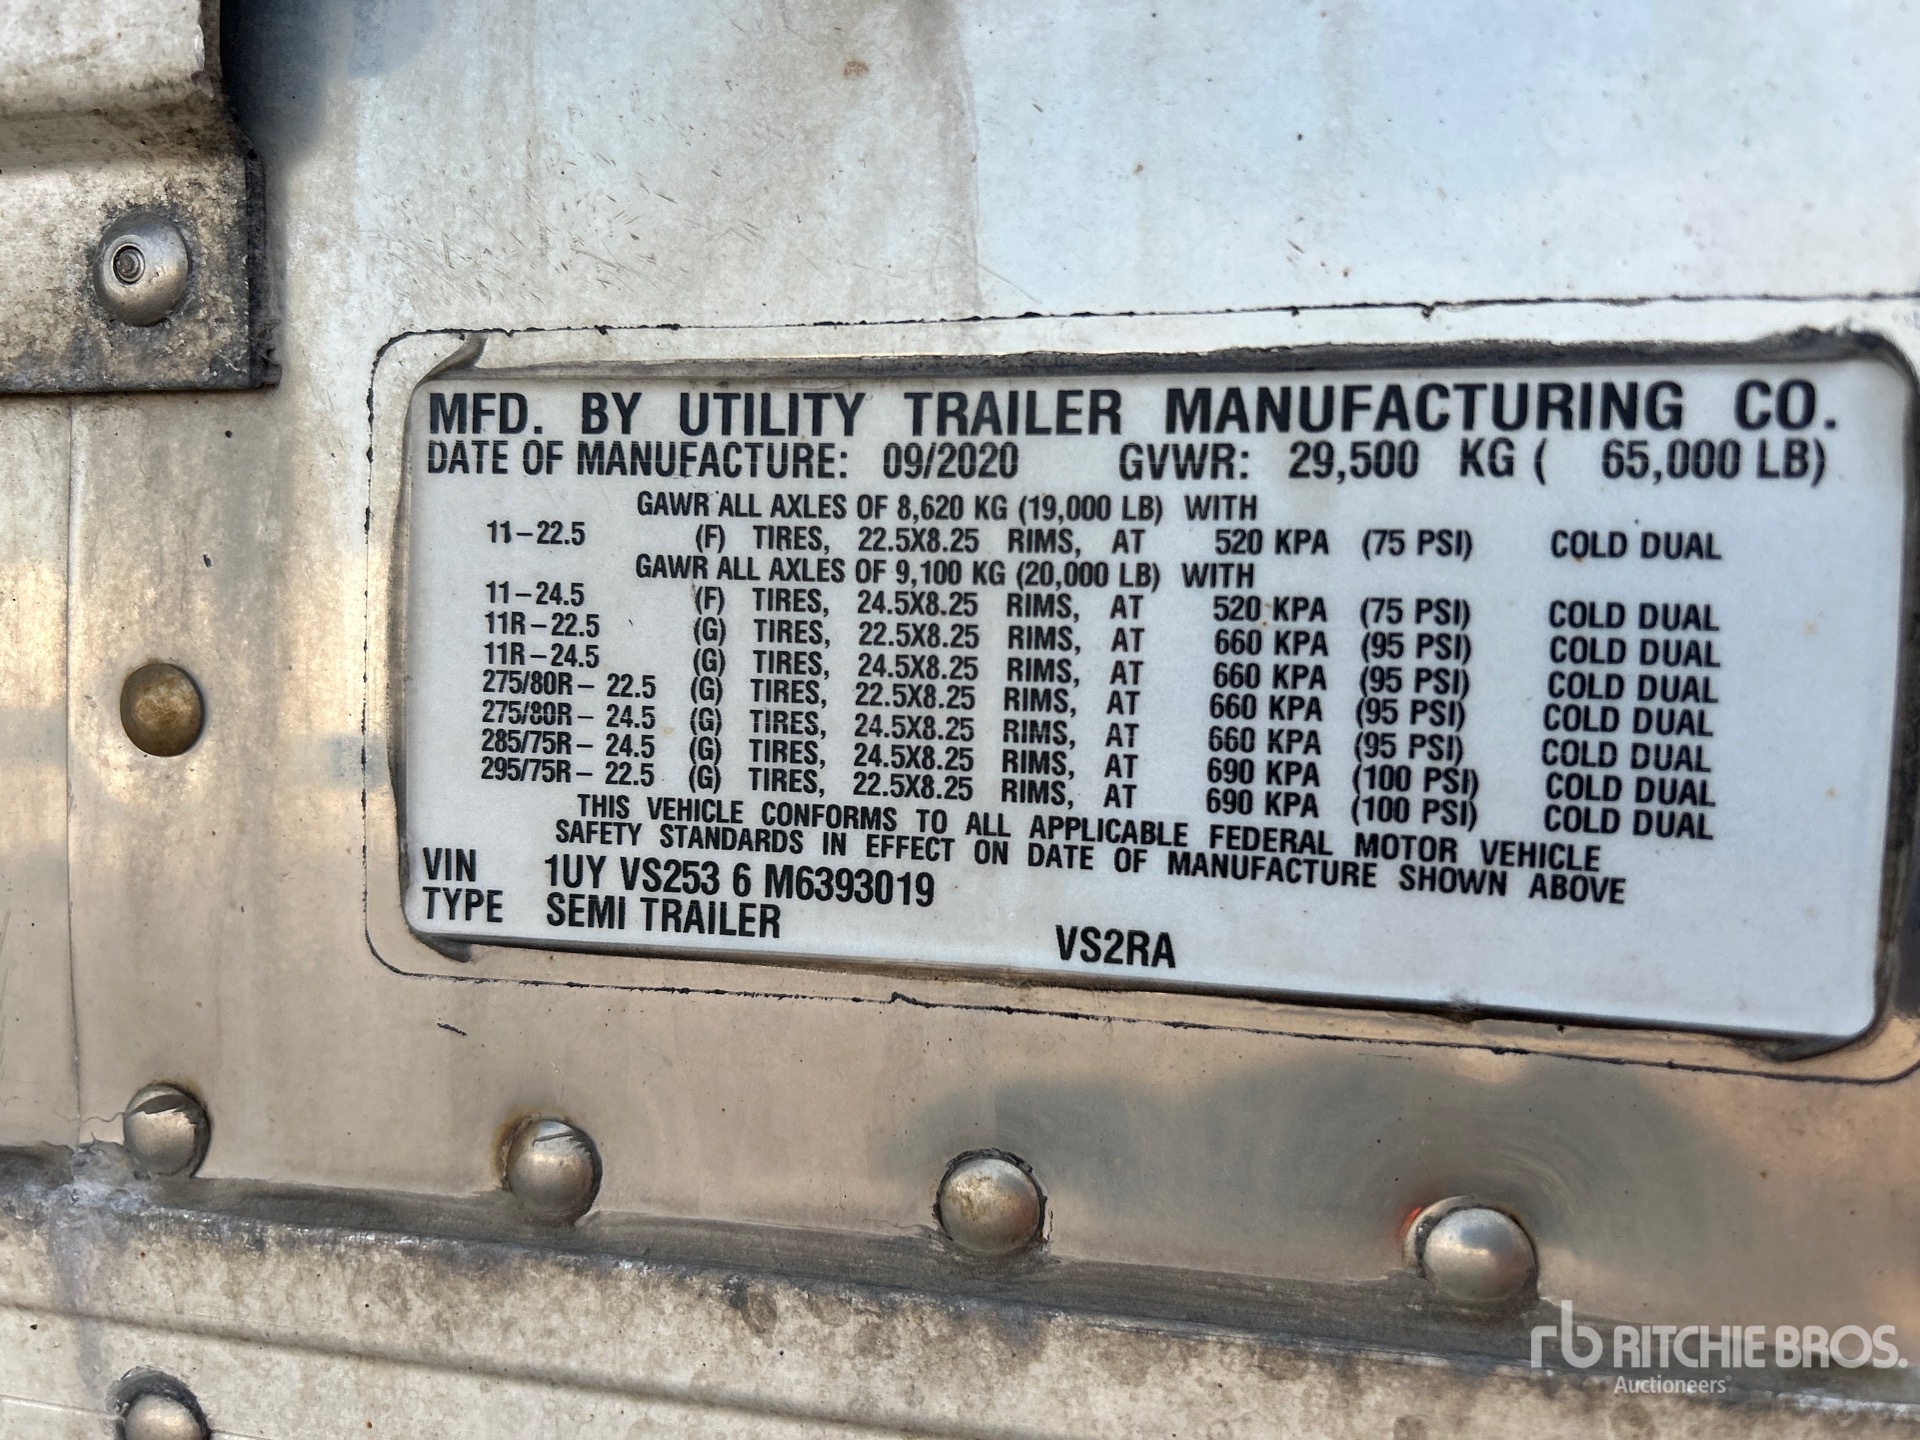 MFD. BY UTILITY TRAILER MANUFACTURING CO.
DATE OF MANUFACTURE: 09/2020 GVWR: 29,500 KG ( 65,000 LB)
GAWR ALL AXLES OF 8,620 KG (19,000 LB) WITH
11-22.5 (F) TIRES, 22.5X8.25 RIMS, AT 520 KPA (75 PSI) COLD DUAL
GAWR ALL AXLES OF 9,100 KG (20,000 LB) WITH
11-24.5 (F) TIRES, 24.5X8.25 RIMS, AT 520 KPA (75 PSI) COLD DUAL
11R-22.5 (G) TIRES, 22.5X8.25 RIMS, AT 660 KPA (95 PSI) COLD DUAL
11R-24.5 (G) TIRES, 24.5X8.25 RIMS, AT 660 KPA (95 PSI) COLD DUAL
275/80R- 22.5 (G) TIRES, 22.5X8.25 RIMS, AT 660 KPA (95 PSI) COLD DUAL
275/80R- 24.5 (G) TIRES, 24.5X8.25 RIMS, AT 660 KPA (95 PSI) COLD DUAL
285/75R- 24.5 (G) TIRES, 24.5X8.25 RIMS, AT 690 KPA (100 PSI) COLD DUAL
295/75R- 22.5 (G) TIRES, 22.5X8.25 RIMS, AT 690 KPA (100 PSI) COLD DUAL
THIS VEHICLE CONFORMS TO ALL APPLICABLE FEDERAL MOTOR VEHICLE
SAFETY STANDARDS IN EFFECT ON DATE OF MANUFACTURE SHOWN ABOVE
VIN 1UY VS253 6 M6393019
TYPE SEMI TRAILER VS2RA
rb RITCHIE BROS.
Auctioneers